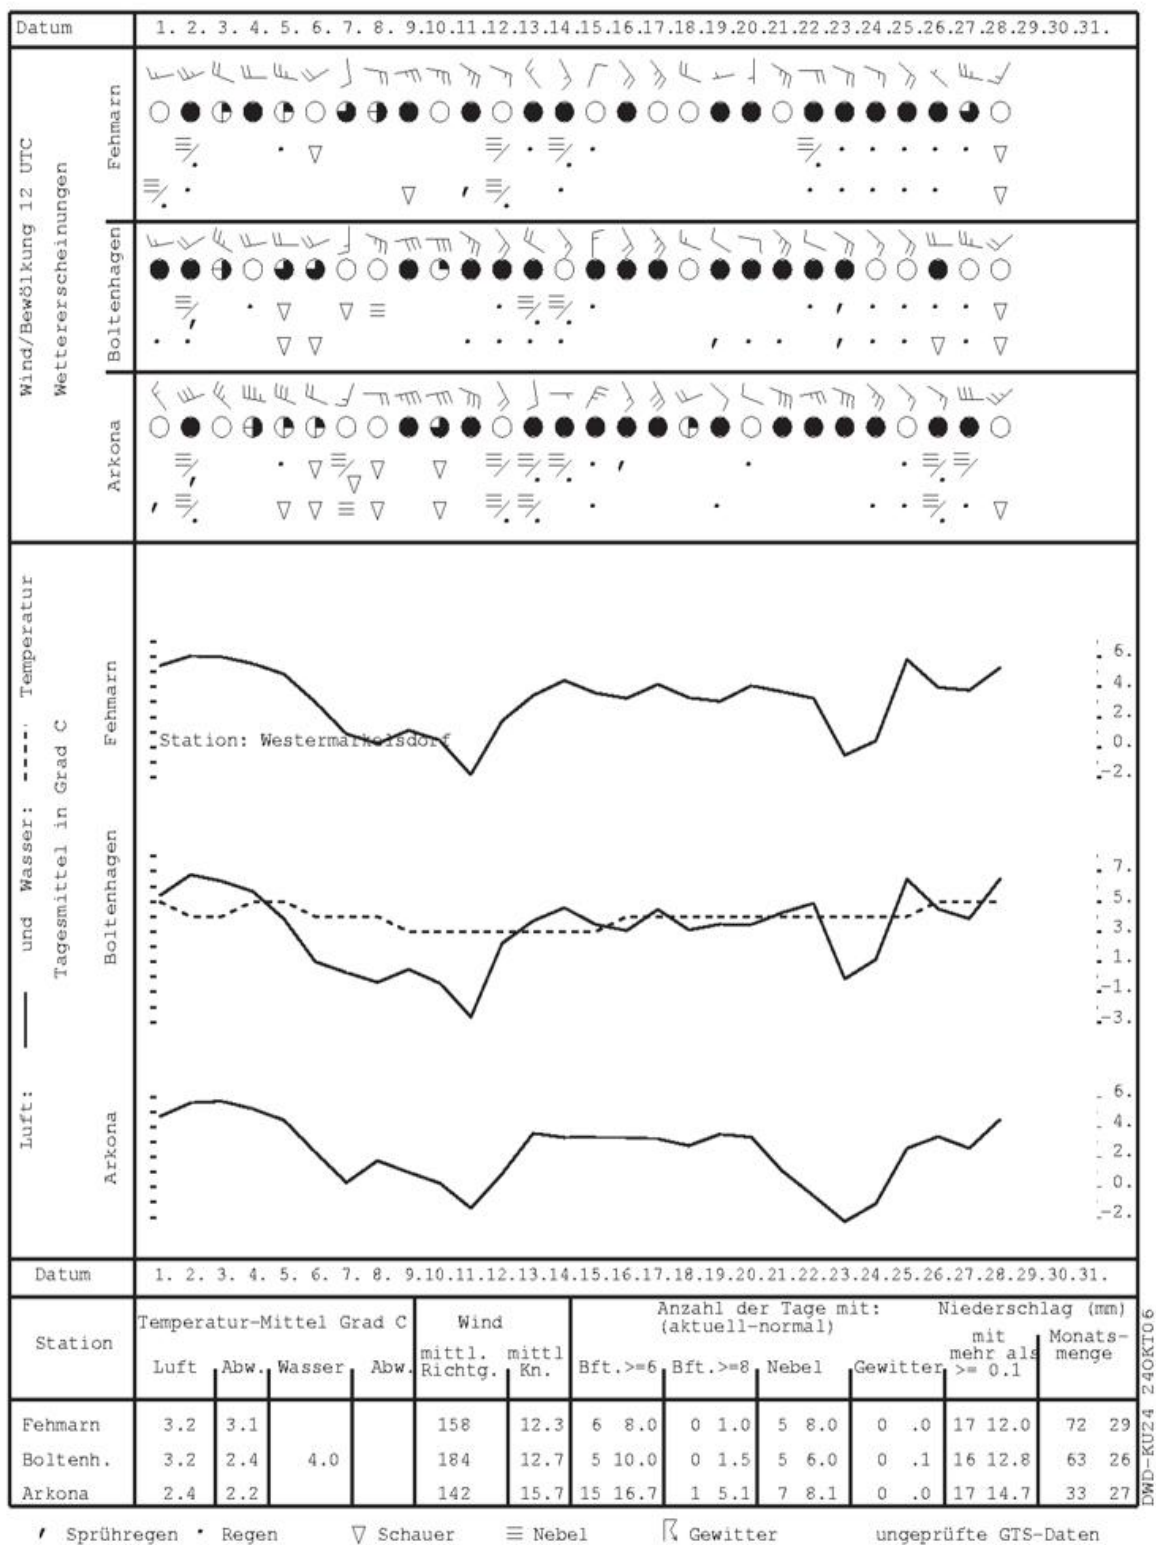 Datum 1. 2. 3. 4. 5. 6. 7. 8. 9.10.11.12.13.14.15.16.17.18.19.20.21.22.23.24.25.26.27.28.29.30.31.
Wind/Bewölkung 12 UTC
Wettererscheinungen
Fehmarn
Boltenhagen
Arkona
Luft: und Wasser: Temperatur
Tagesmittel in Grad C
Fehmarn
6.
4.
2.
Station: Westermarkelsdorf
0.
-2.
Boltenhagen
7.
5.
3.
1.
-1.
-3.
Arkona
6.
4.
2.
0.
-2.
Datum 1. 2. 3. 4. 5. 6. 7. 8. 9.10.11.12.13.14.15.16.17.18.19.20.21.22.23.24.25.26.27.28.29.30.31.
Station
Temperatur-Mittel Grad C
Luft Abw. Wasser Abw.
Wind
mittl. mittl
Richtg. Kn.
Anzahl der Tage mit:
(aktuell-normal)
Bft.>=6 Bft.>=8 Nebel Gewitter
Niederschlag (mm)
mit
mehr als
>= 0.1
Monats-
menge
Fehmarn 3.2 3.1 158 12.3 6 8.0 0 1.0 5 8.0 0 .0 17 12.0 72 29
Boltenh. 3.2 2.4 4.0 184 12.7 5 10.0 0 1.5 5 6.0 0 .1 16 12.8 63 26
Arkona 2.4 2.2 142 15.7 15 16.7 1 5.1 7 8.1 0 .0 17 14.7 33 27
DWD-KU24 24OKT06
Sprühregen Regen Schauer Nebel Gewitter ungeprüfte GTS-Daten